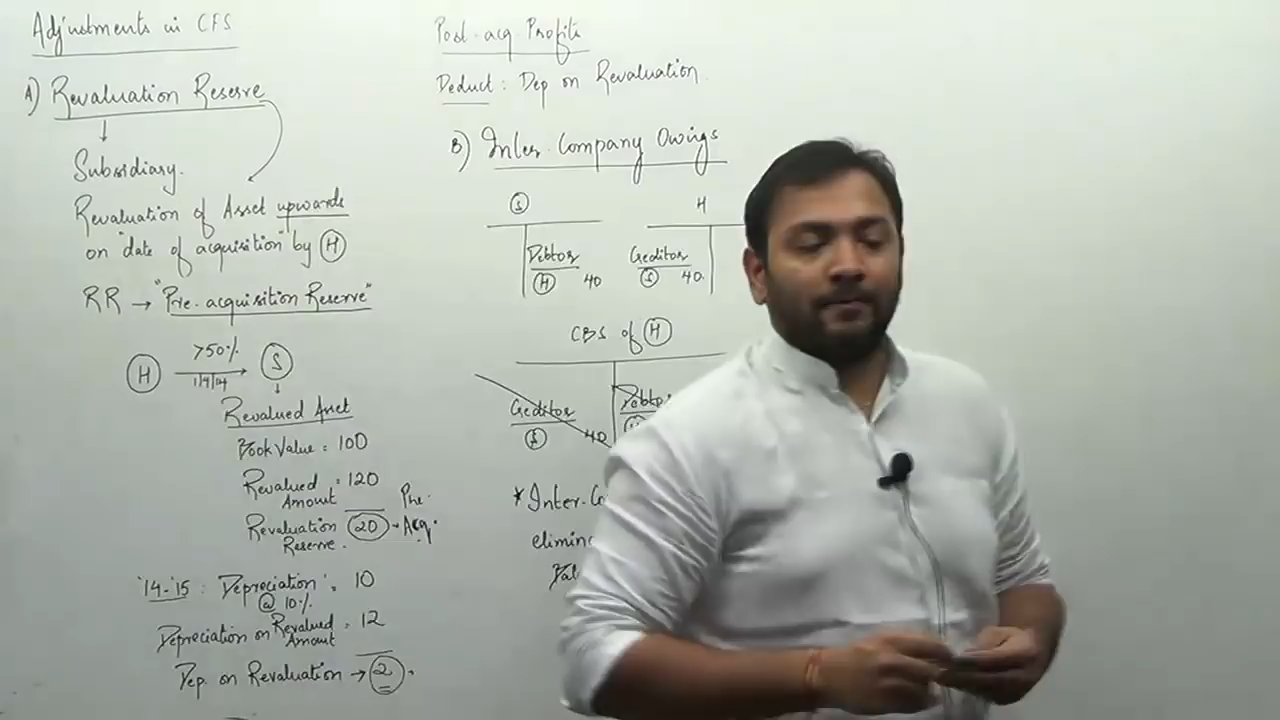 Adjustments in CFS
A) Revaluation Reserve
Subsidiary.
Revaluation of Asset upwards
on "date of acquisition" by H
RR → "Pre-acquisition Reserve"
H >50% S
1/4/14
Revalued Asset
Book Value = 100
Revalued Amount = 120
Revaluation Reserve. 20 - Pre. Acq.
'14-'15 : Depreciation = 10
@ 10%
Depreciation on Revalued Amount = 12
Dep. on Revaluation → 2.
Post-acq. Profits
Deduct : Dep on Revaluation.
B) Inter-Company Owings
S H
Debtor Creditor
H 40 S 40.
CBS of H
Creditor Debtor
S 40
* Inter-Co
elimin